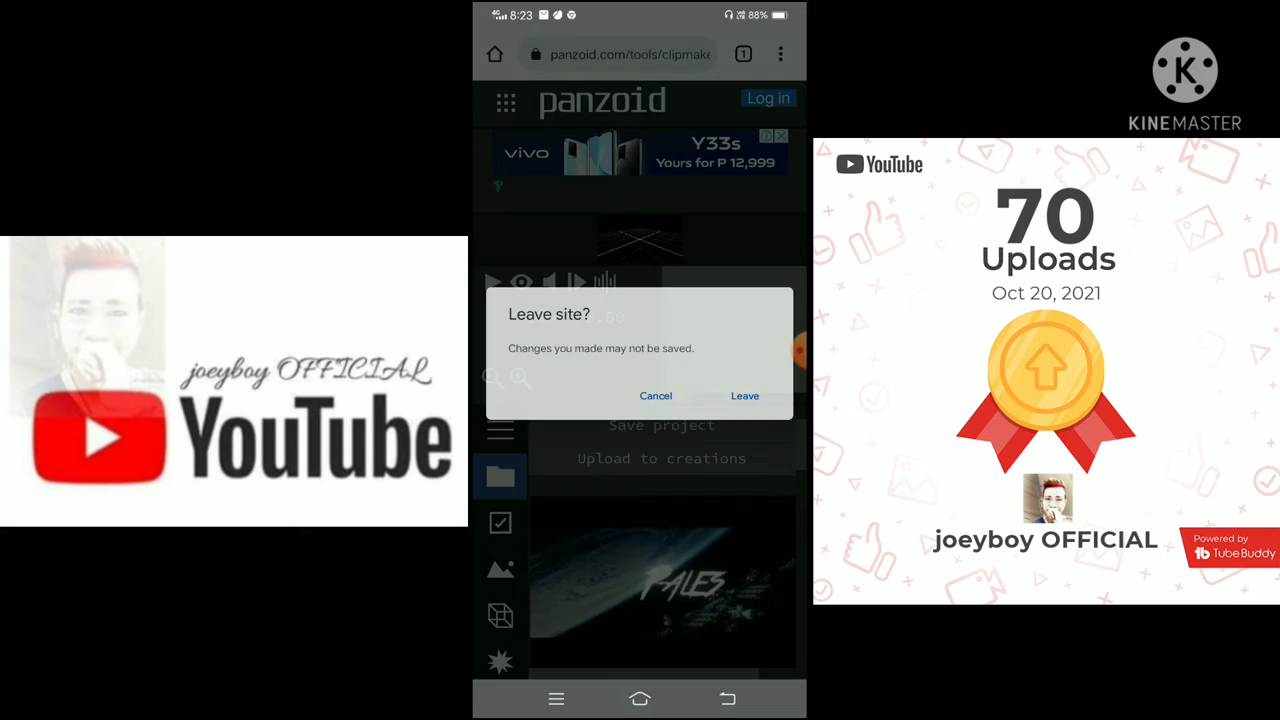 joeyboy OFFICIAL
YouTube
4G 8:23
88%
panzoid.com/tools/clipmake
1
panzoid
Log in
vivo
Y33s
Yours for P 12,999
Leave site?
Changes you made may not be saved.
Cancel
Leave
Save project
Upload to creations
PALES
K
KINEMASTER
YouTube
70
Uploads
Oct 20, 2021
joeyboy OFFICIAL
Powered by
TubeBuddy